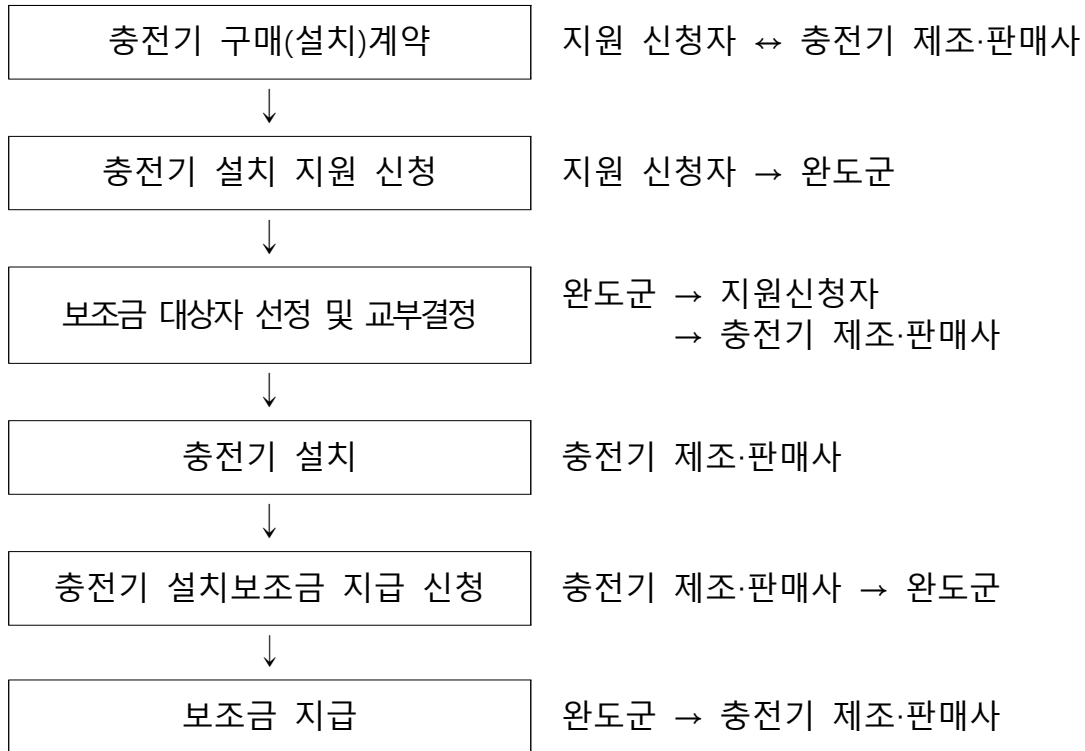 충전기 구매(설치)계약 지원 신청자 ↔ 충전기 제조·판매사
↓
충전기 설치 지원 신청 지원 신청자 → 완도군
↓
보조금 대상자 선정 및 교부결정 완도군 → 지원신청자
→ 충전기 제조·판매사
↓
충전기 설치 충전기 제조·판매사
↓
충전기 설치보조금 지급 신청 충전기 제조·판매사 → 완도군
↓
보조금 지급 완도군 → 충전기 제조·판매사